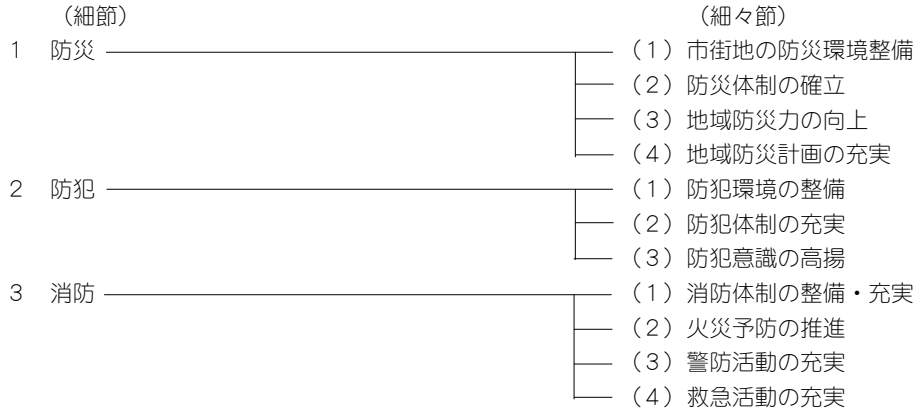 （細節） （細々節）
１ 防災 （１）市街地の防災環境整備
（２）防災体制の確立
（３）地域防災力の向上
（４）地域防災計画の充実
２ 防犯 （１）防犯環境の整備
（２）防犯体制の充実
（３）防犯意識の高揚
３ 消防 （１）消防体制の整備・充実
（２）火災予防の推進
（３）警防活動の充実
（４）救急活動の充実